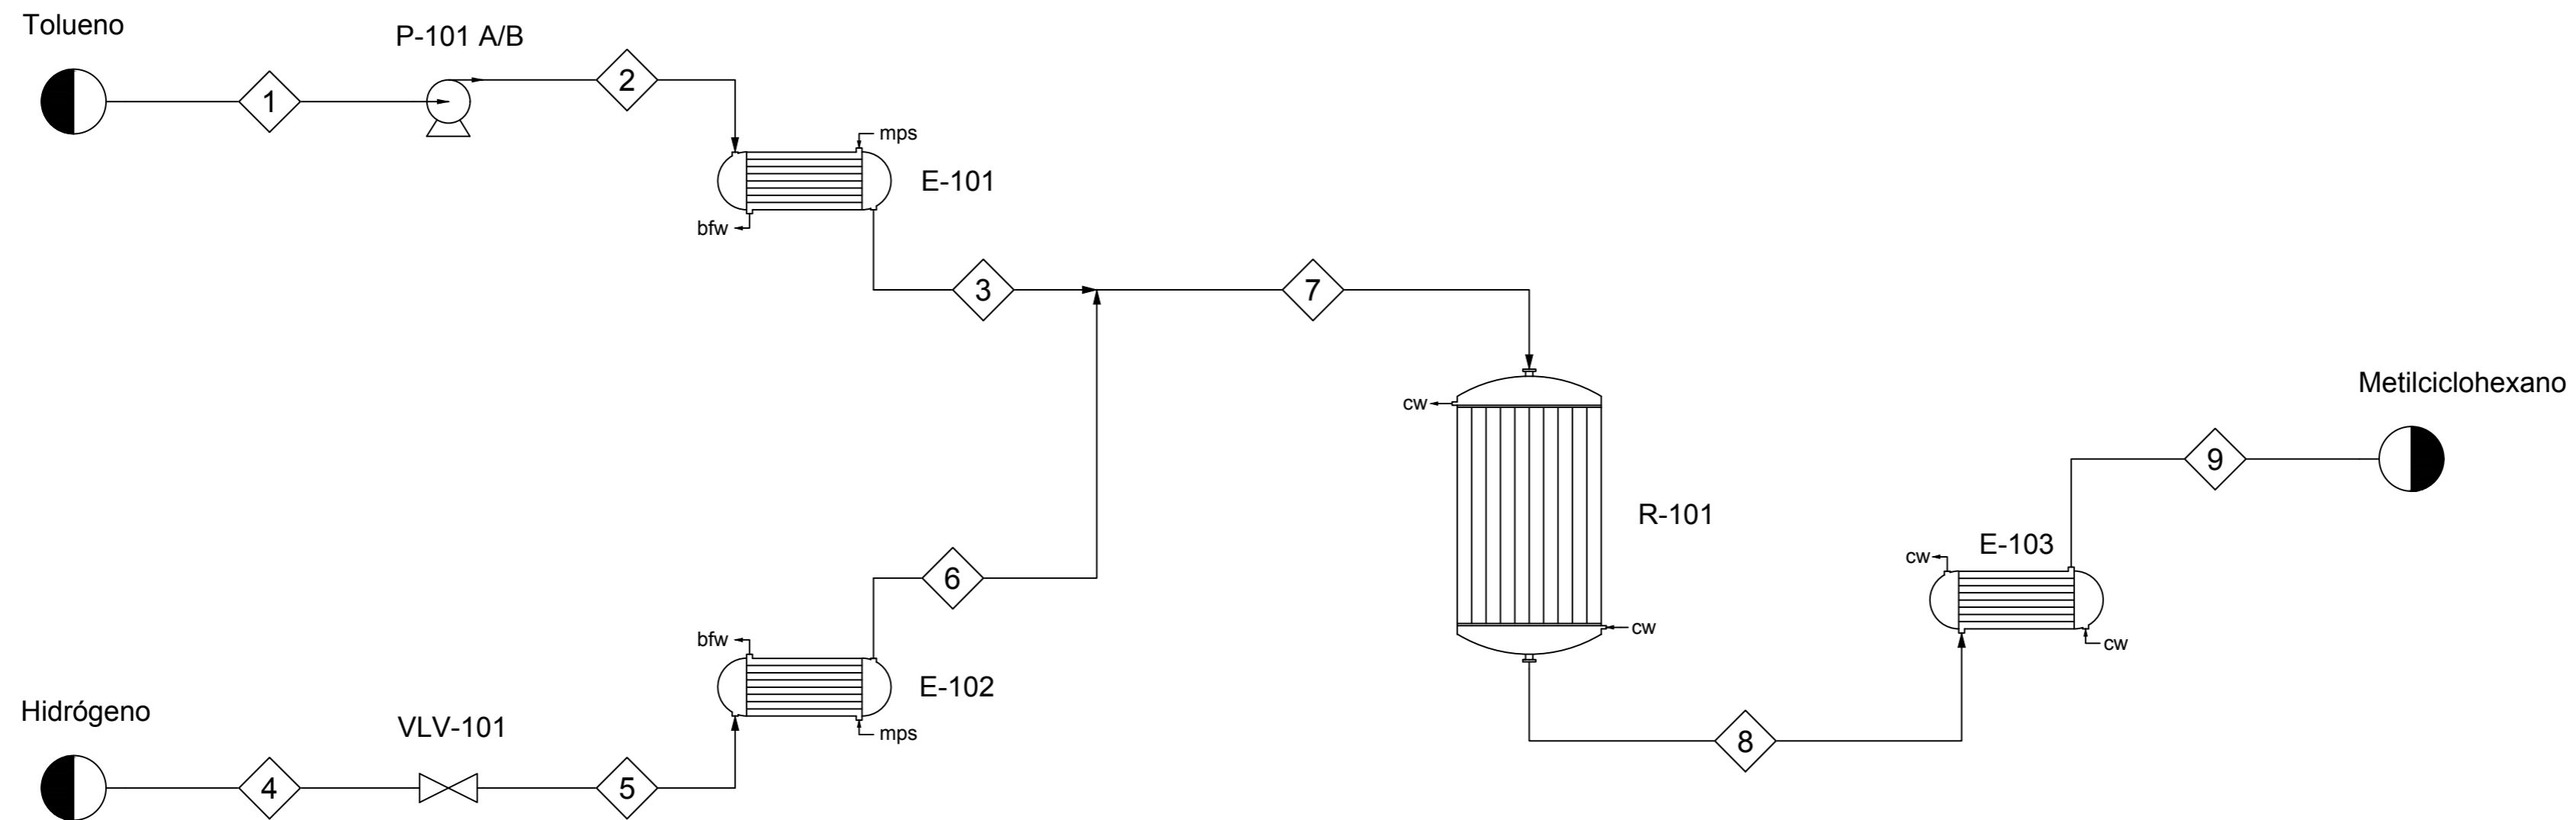 Tolueno
P-101 A/B
1
2
mps
E-101
bfw
3
7
Metilciclohexano
cw
9
R-101
E-103
cw
6
cw
bfw
cw
E-102
Hidrógeno
VLV-101
mps
8
4
5